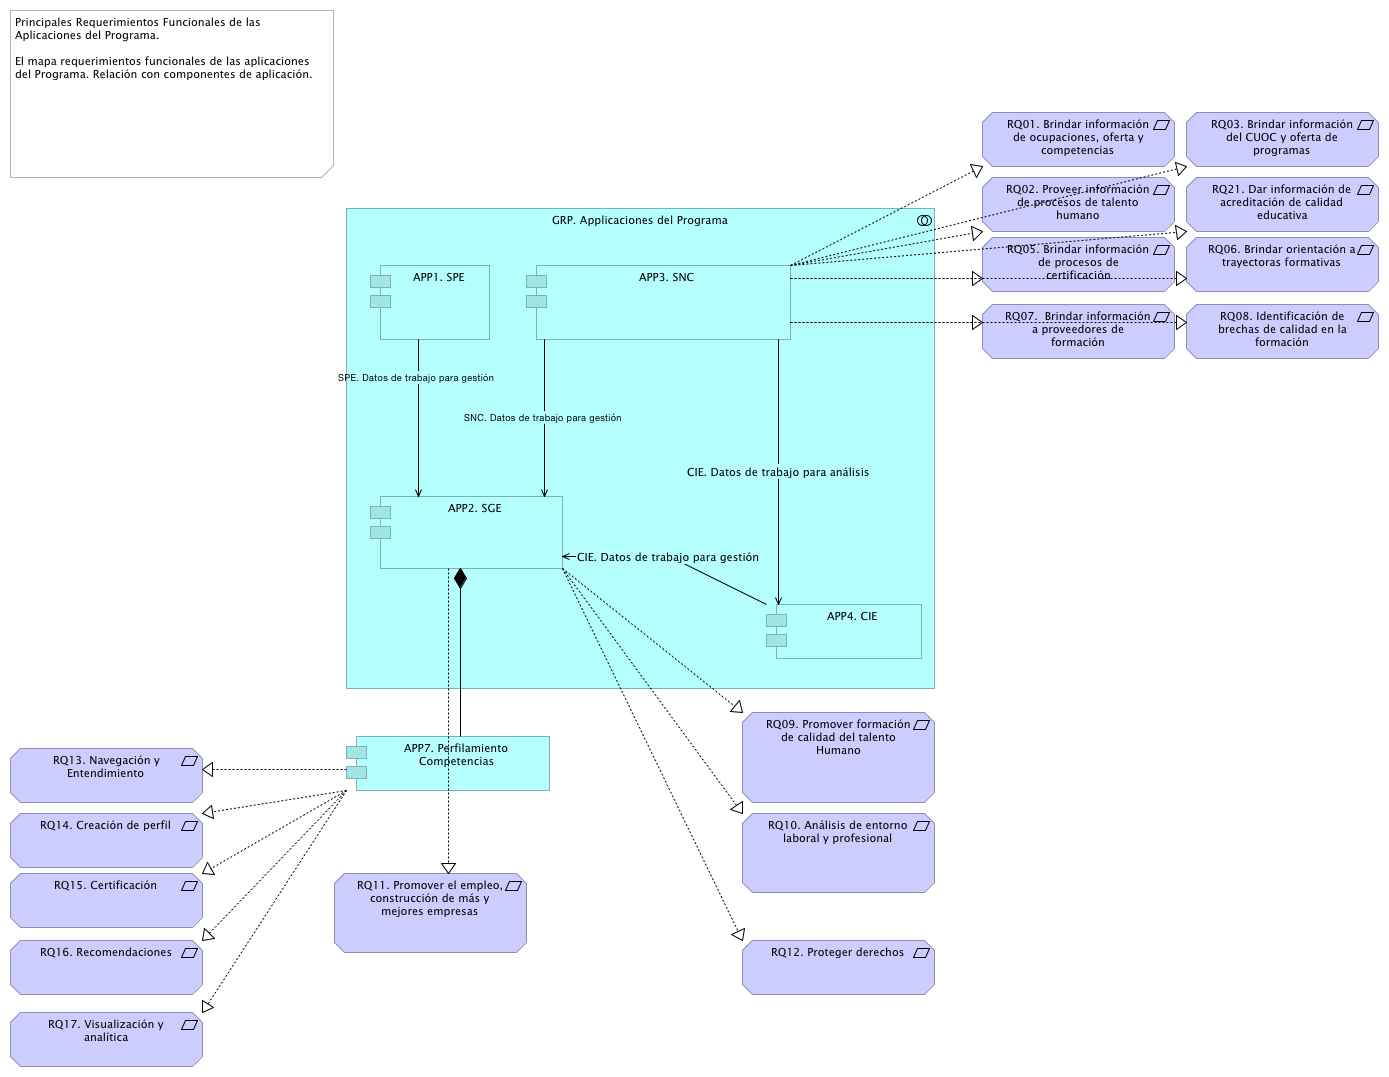 Principales Requerimientos Funcionales de las
Aplicaciones del Programa.
El mapa requerimientos funcionales de las aplicaciones
del Programa. Relación con componentes de aplicación.
RQ01. Brindar información
de ocupaciones, oferta y
competencias
RQ03. Brindar información
del CUOC y oferta de
programas
RQ02. Proveer información
de procesos de talento
humano
RQ21. Dar información de
acreditación de calidad
educativa
RQ05. Brindar información
de procesos de
certificación
RQ06. Brindar orientación a
trayectoras formativas
RQ07.  Brindar información
a proveedores de
formación
RQ08. Identificación de
brechas de calidad en la
formación
GRP. Applicaciones del Programa
APP1. SPE
APP3. SNC
SPE. Datos de trabajo para gestión
SNC. Datos de trabajo para gestión
CIE. Datos de trabajo para análisis
APP2. SGE
CIE. Datos de trabajo para gestión
APP4. CIE
APP7. Perfilamiento
Competencias
RQ09. Promover formación
de calidad del talento
Humano
RQ13. Navegación y
Entendimiento
RQ14. Creación de perfil
RQ10. Análisis de entorno
laboral y profesional
RQ15. Certificación
RQ11. Promover el empleo,
construcción de más y
mejores empresas
RQ16. Recomendaciones
RQ12. Proteger derechos
RQ17. Visualización y
analítica